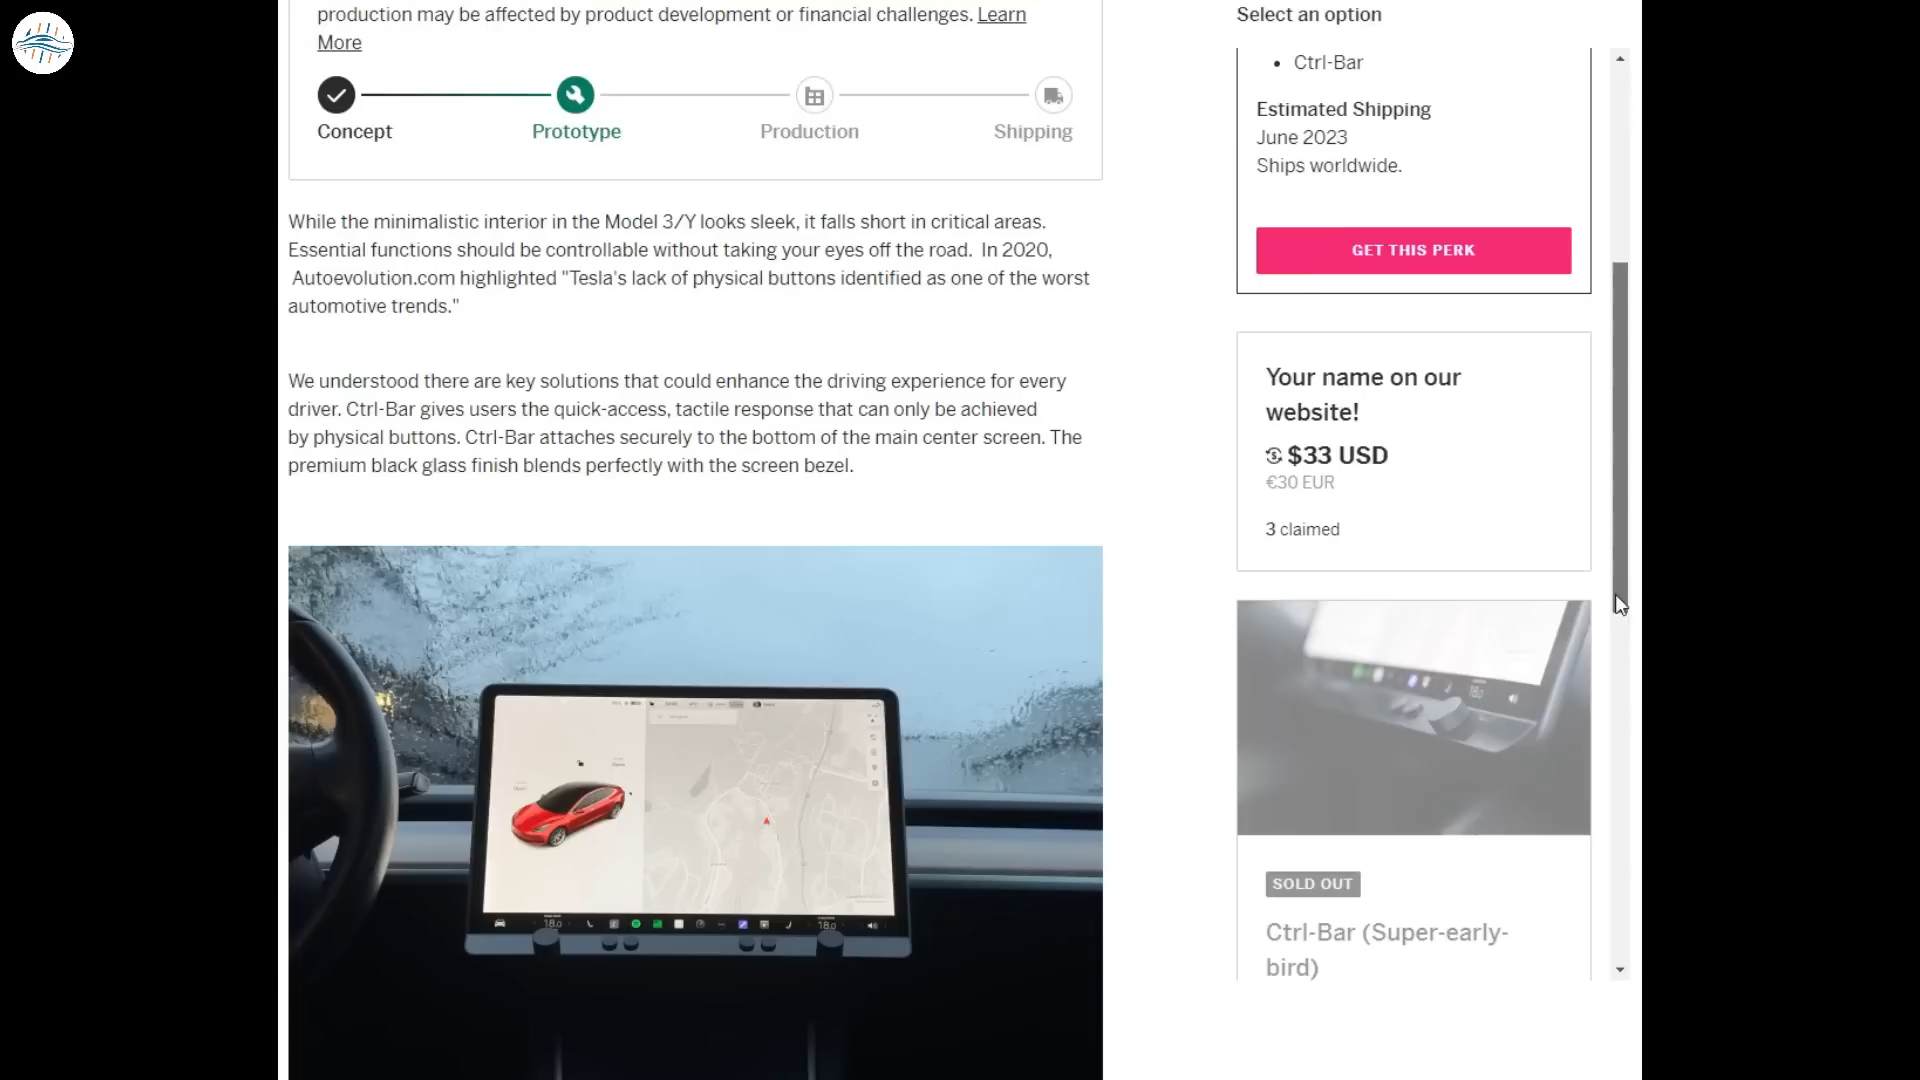 production may be affected by product development or financial challenges. Learn
More
Concept
Prototype
Production
Shipping
While the minimalistic interior in the Model 3/Y looks sleek, it falls short in critical areas.
Essential functions should be controllable without taking your eyes off the road. In 2020,
Autoevolution.com highlighted "Tesla's lack of physical buttons identified as one of the worst
automotive trends."
We understood there are key solutions that could enhance the driving experience for every
driver. Ctrl-Bar gives users the quick-access, tactile response that can only be achieved
by physical buttons. Ctrl-Bar attaches securely to the bottom of the main center screen. The
premium black glass finish blends perfectly with the screen bezel.
18.0
18.0
Select an option
• Ctrl-Bar
Estimated Shipping
June 2023
Ships worldwide.
GET THIS PERK
Your name on our
website!
$33 USD
€30 EUR
3 claimed
SOLD OUT
Ctrl-Bar (Super-early-
bird)